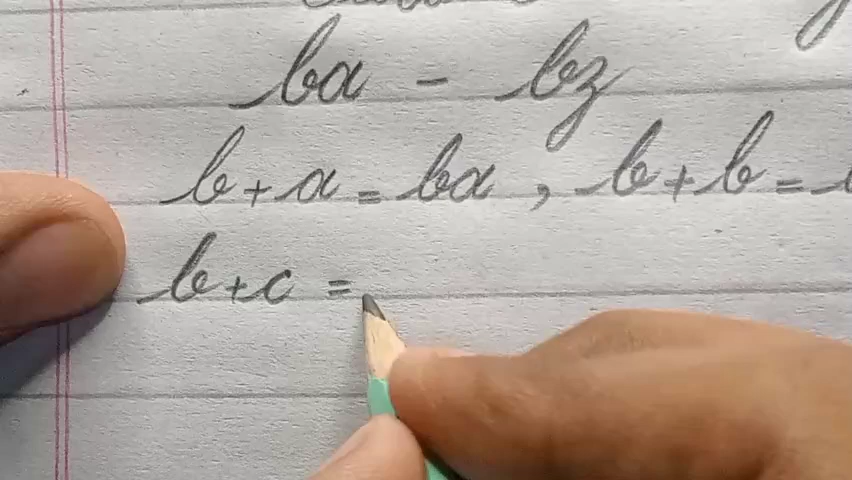 ba - bz
b + a = ba , b + b =
b + c =